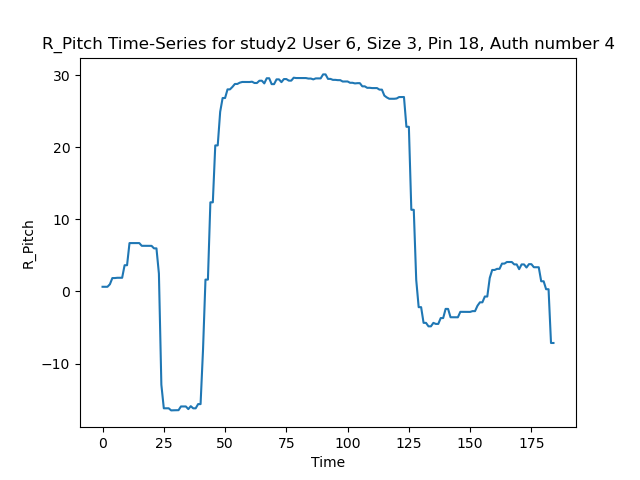 R_Pitch Time-Series for study2 User 6, Size 3, Pin 18, Auth number 4
30
20
10
0
−10
R_Pitch
0 25 50 75 100 125 150 175
Time